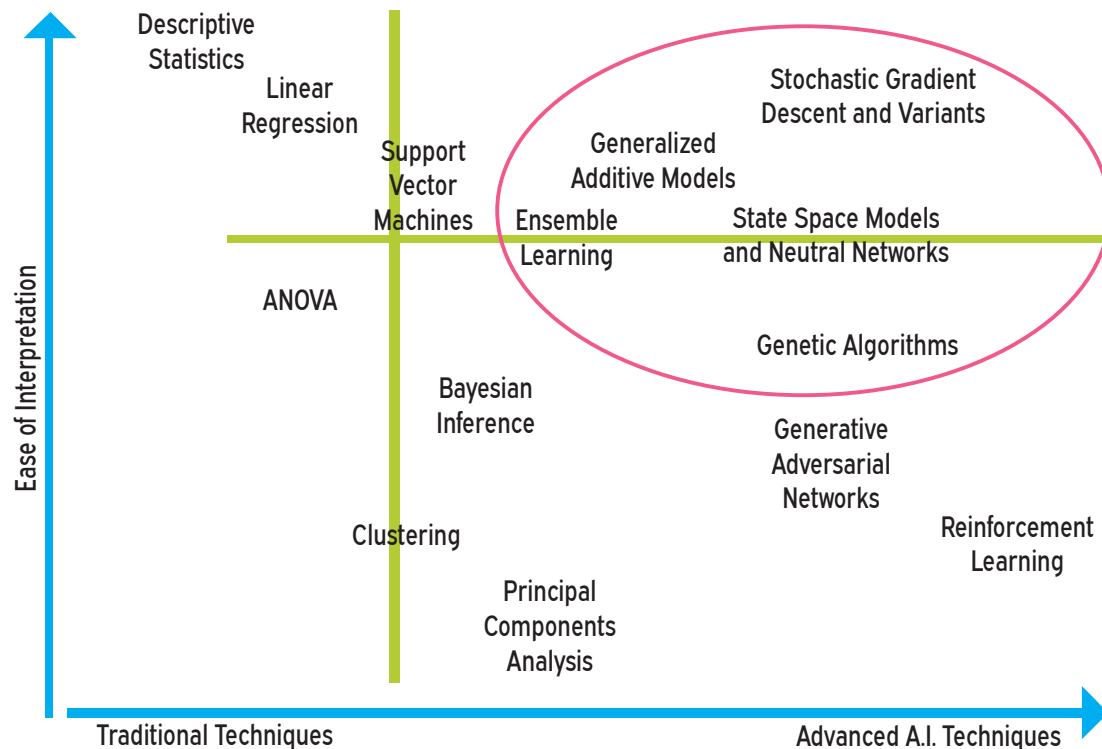 Descriptive
Statistics
Linear
Regression
Support
Vector
Machines
Stochastic Gradient
Descent and Variants
Generalized
Additive Models
Ensemble
Learning
State Space Models
and Neutral Networks
ANOVA
Genetic Algorithms
Bayesian
Inference
Generative
Adversarial
Networks
Clustering
Reinforcement
Learning
Principal
Components
Analysis
Ease of Interpretation
Traditional Techniques
Advanced A.I. Techniques